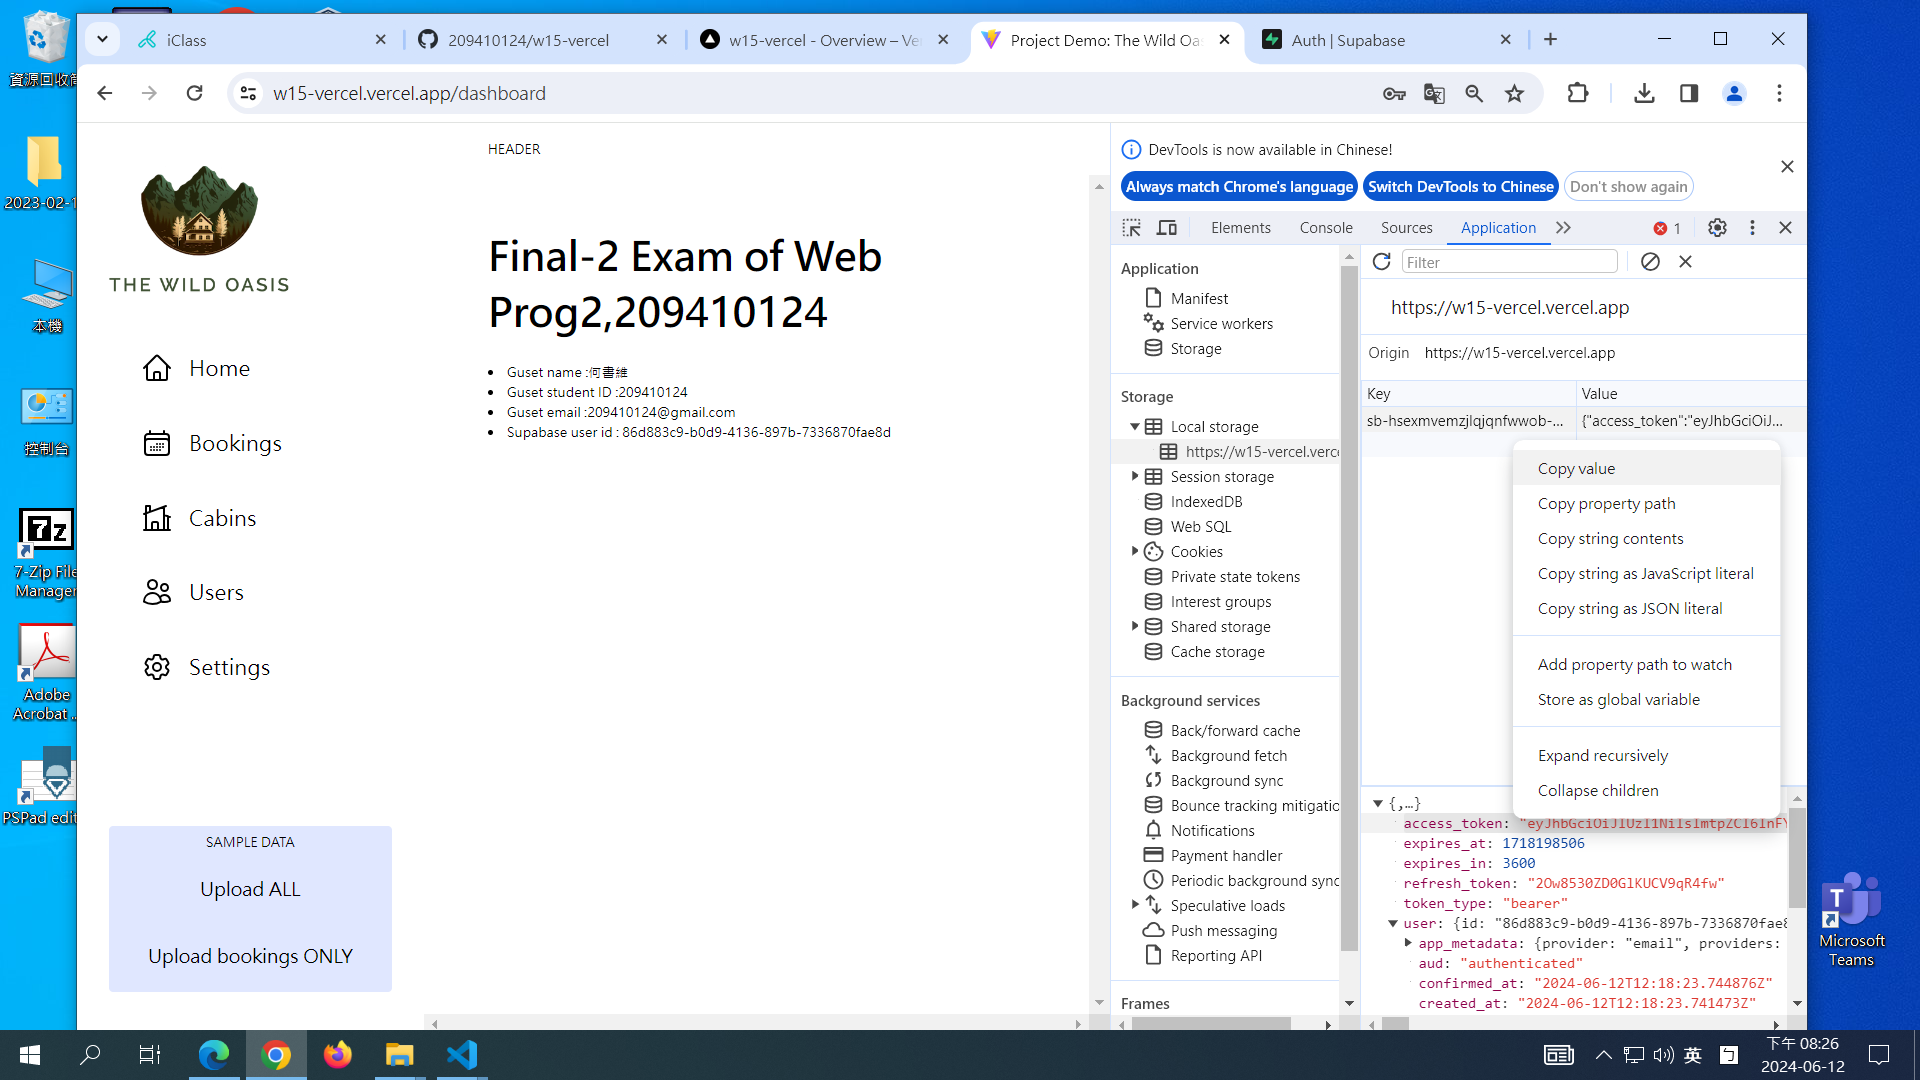 iClass
209410124/w15-vercel
w15-vercel - Overview – Ve
Project Demo: The Wild Oa
Auth | Supabase
w15-vercel.vercel.app/dashboard
資源回收筒
2023-02-1
本機
控制台
7-Zip File
Manager
Adobe
Acrobat ...
PSPad edit
Microsoft
Teams
THE WILD OASIS
Home
Bookings
Cabins
Users
Settings
SAMPLE DATA
Upload ALL
Upload bookings ONLY
HEADER
Final-2 Exam of Web
Prog2,209410124
Guset name :何書維
Guset student ID :209410124
Guset email :209410124@gmail.com
Supabase user id : 86d883c9-b0d9-4136-897b-7336870fae8d
DevTools is now available in Chinese!
Always match Chrome's language
Switch DevTools to Chinese
Don't show again
Elements
Console
Sources
Application
1
Application
Manifest
Service workers
Storage
Storage
Local storage
https://w15-vercel.verce
Session storage
IndexedDB
Web SQL
Cookies
Private state tokens
Interest groups
Shared storage
Cache storage
Background services
Back/forward cache
Background fetch
Background sync
Bounce tracking mitigatio
Notifications
Payment handler
Periodic background sync
Speculative loads
Push messaging
Reporting API
Frames
Filter
https://w15-vercel.vercel.app
Origin https://w15-vercel.vercel.app
Key Value
sb-hsexmvemzjlqjqnfwwob-... {"access_token":"eyJhbGciOiJ...
Copy value
Copy property path
Copy string contents
Copy string as JavaScript literal
Copy string as JSON literal
Add property path to watch
Store as global variable
Expand recursively
Collapse children
{,…}
access_token: "eyJhbGciOiJIUzI1NiIsImtpZCI6InFY
expires_at: 1718198506
expires_in: 3600
refresh_token: "2Ow8530ZD0GlKUCV9qR4fw"
token_type: "bearer"
user: {id: "86d883c9-b0d9-4136-897b-7336870fae8
app_metadata: {provider: "email", providers:
aud: "authenticated"
confirmed_at: "2024-06-12T12:18:23.744876Z"
created_at: "2024-06-12T12:18:23.741473Z"
英
ㄅ
下午 08:26
2024-06-12